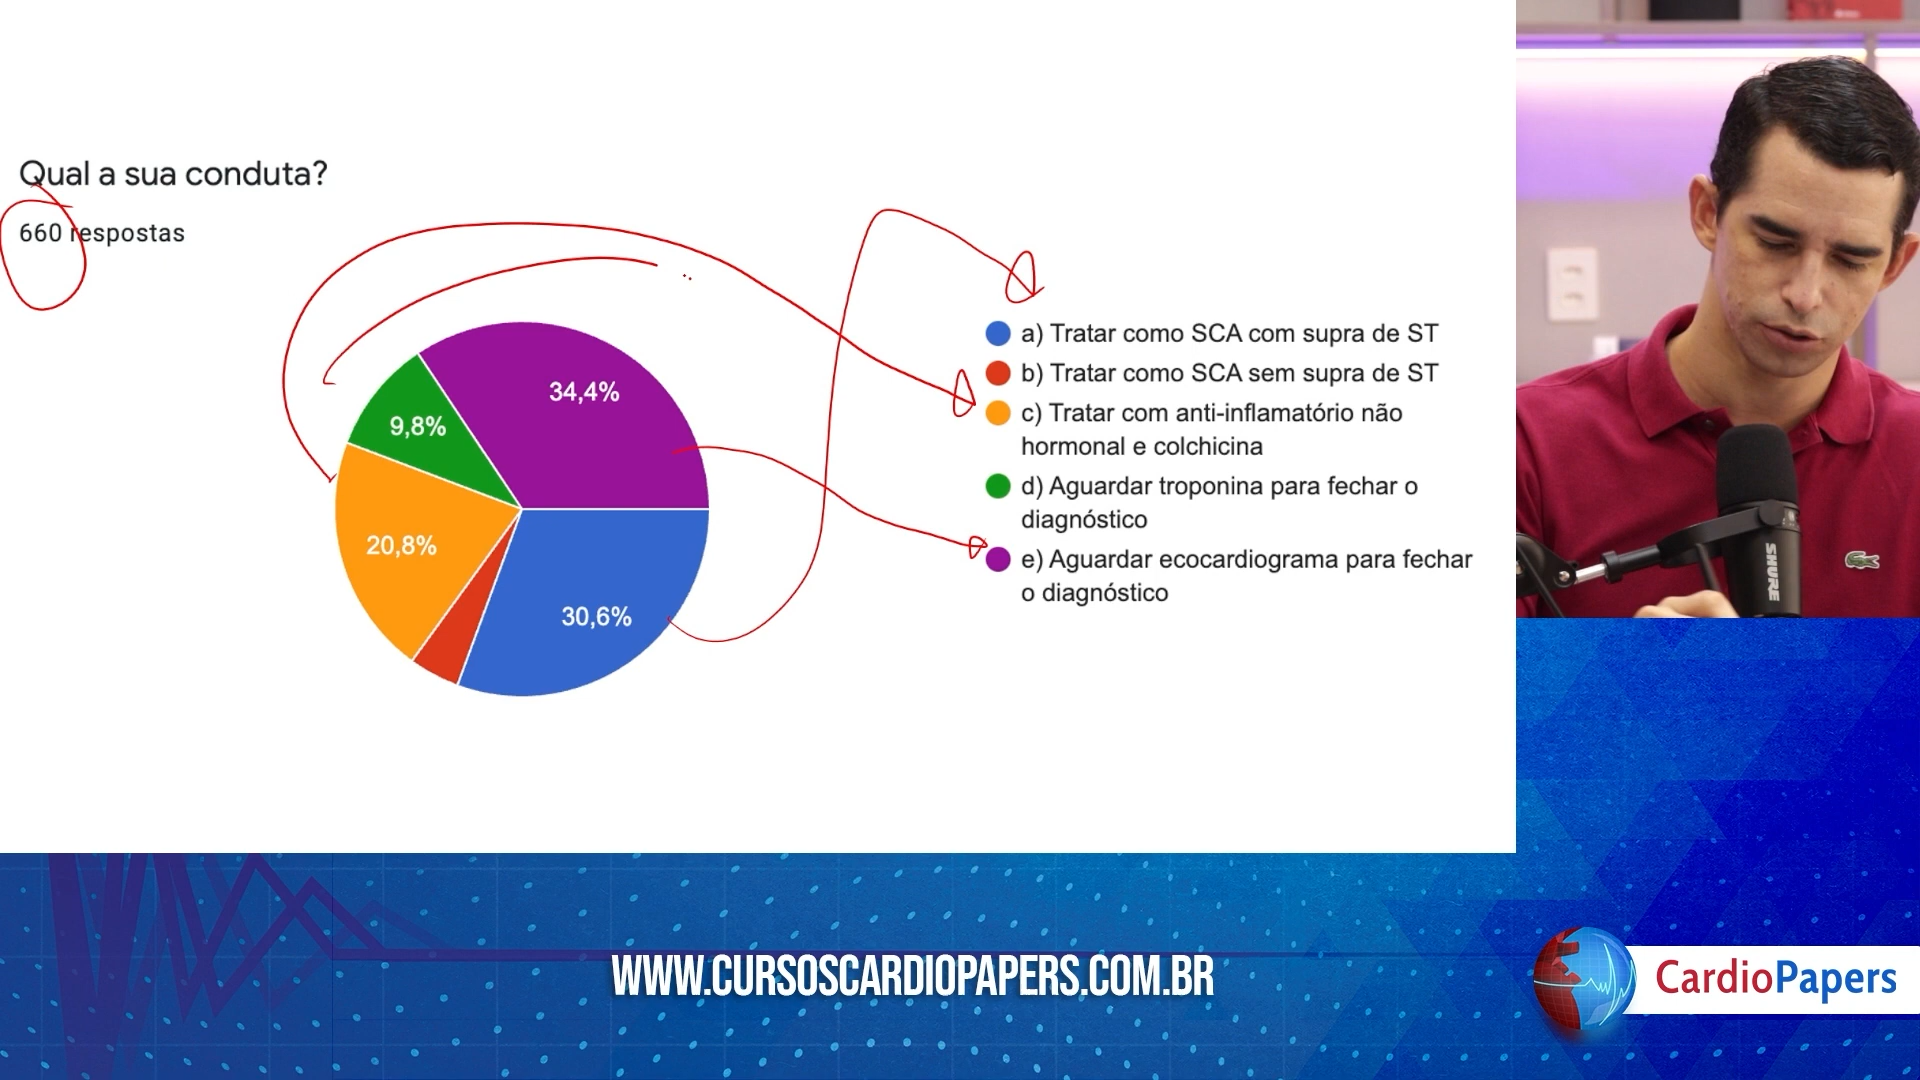 Qual a sua conduta?
660 respostas
34,4%
9,8%
20,8%
30,6%
a) Tratar como SCA com supra de ST
b) Tratar como SCA sem supra de ST
c) Tratar com anti-inflamatório não
hormonal e colchicina
d) Aguardar troponina para fechar o
diagnóstico
e) Aguardar ecocardiograma para fechar
o diagnóstico
SHURE
WWW.CURSOSCARDIOPAPERS.COM.BR
CardioPapers